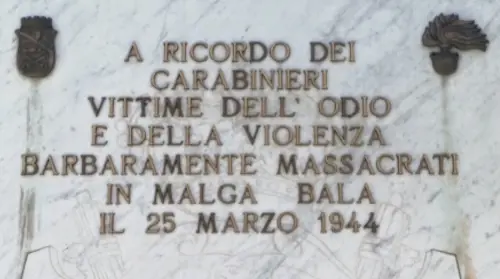 A RICORDO DEI
CARABINIERI
VITTIME DELL' ODIO
E DELLA VIOLENZA
BARBARAMENTE MASSACRATI
IN MALGA BALA
IL 25 MARZO 1944